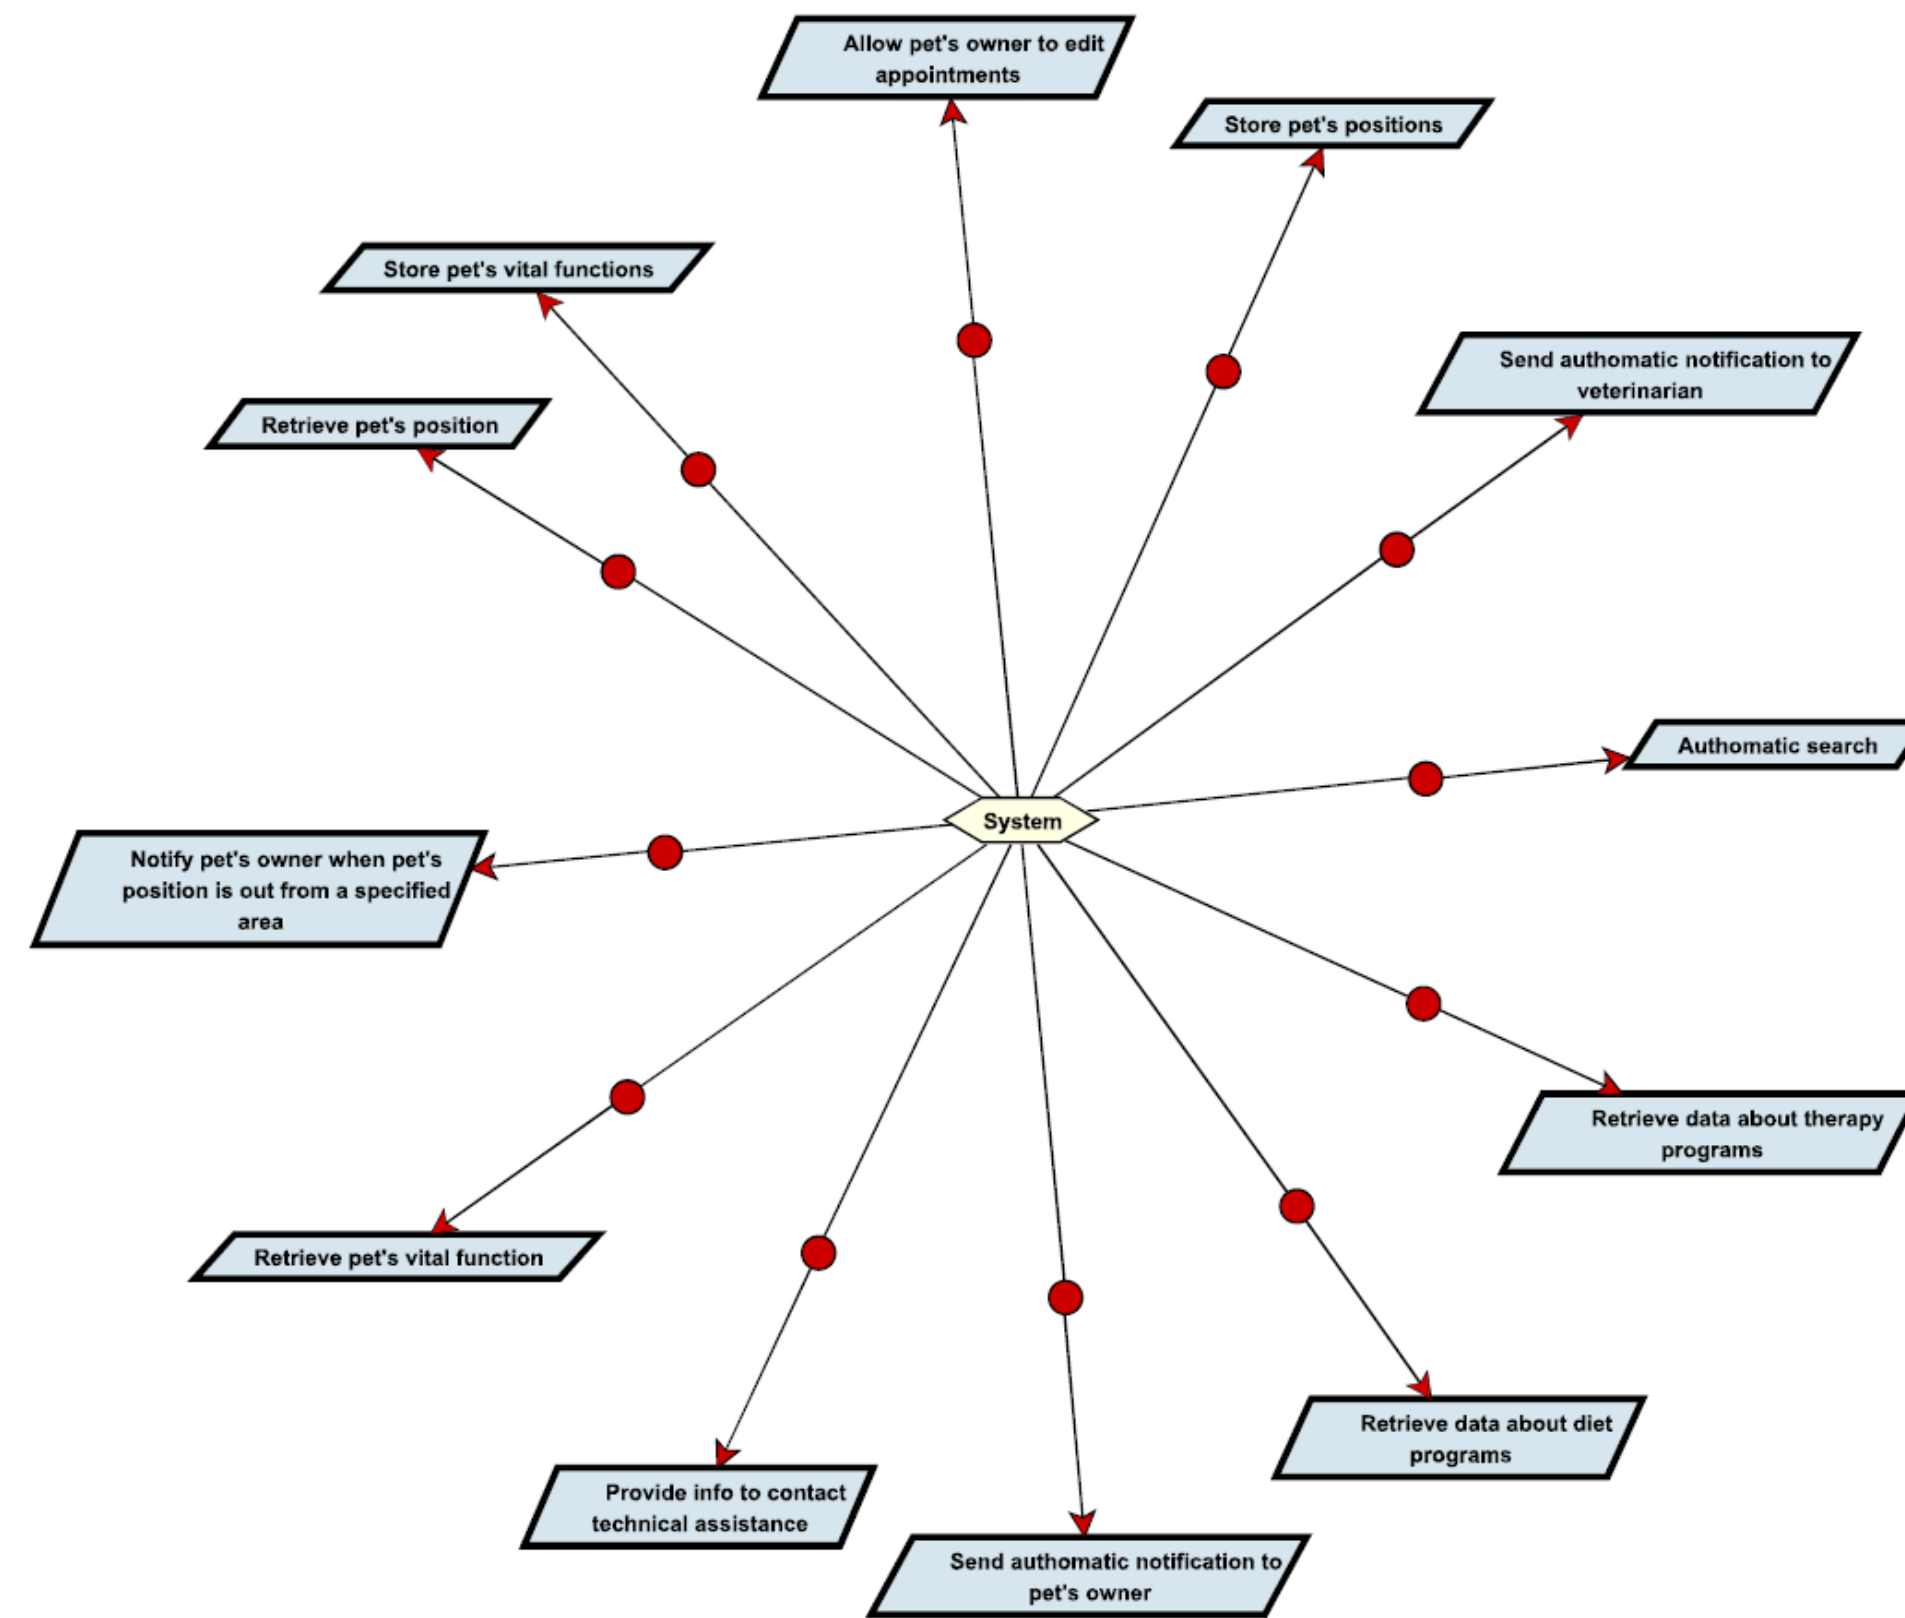 Allow pet's owner to edit
appointments
Store pet's positions
Store pet's vital functions
Send authomatic notification to
veterinarian
Retrieve pet's position
Authomatic search
System
Notify pet's owner when pet's
position is out from a specified
area
Retrieve data about therapy
programs
Retrieve pet's vital function
Retrieve data about diet
programs
Provide info to contact
technical assistance
Send authomatic notification to
pet's owner